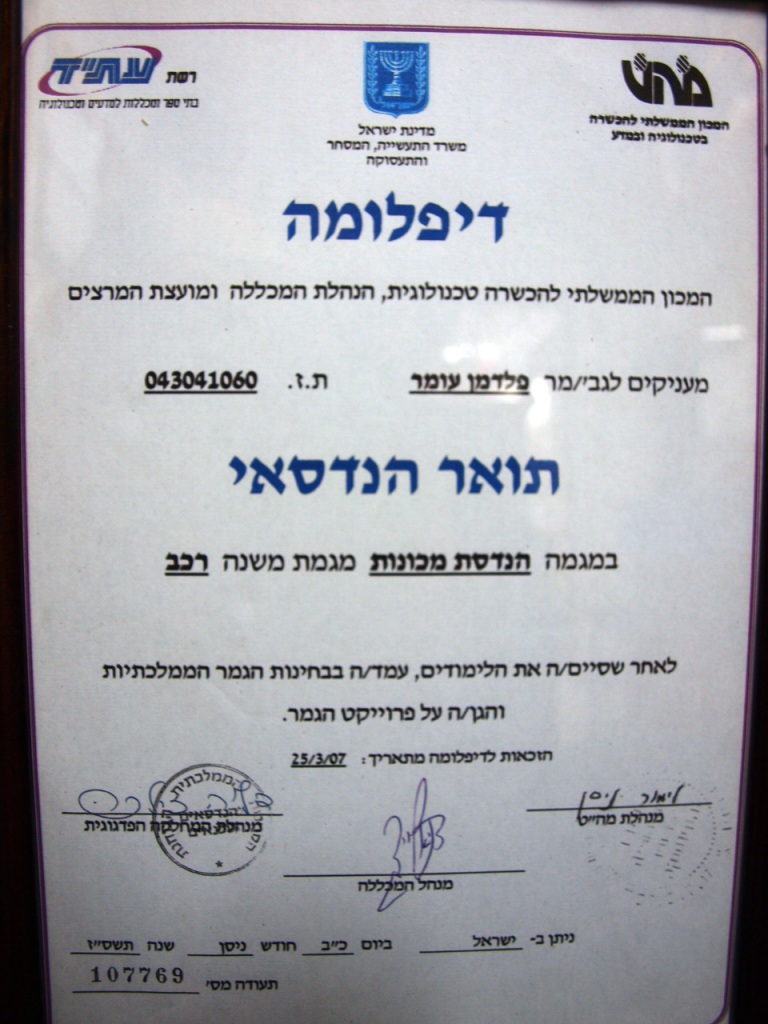 רשת עתי"ד
בתי ספר ומכללות למדעים וטכנולוגיה
מדינת ישראל
משרד התעשייה, המסחר
והתעסוקה
מה"ט
המכון הממשלתי להכשרה
בטכנולוגיה ובמדע
דיפלומה
המכון הממשלתי להכשרה טכנולוגית, הנהלת המכללה ומועצת המרצים
מעניקים לגב'/מר פלדמן עומר ת.ז. 043041060
תואר הנדסאי
במגמה הנדסת מכונות מגמת משנה רכב
לאחר שסיים/ה את הלימודים, עמד/ה בבחינות הגמר הממלכתיות
והגן/ה על פרוייקט הגמר.
הזכאות לדיפלומה מתאריך: 25/3/07
לימור ניסן
מנהלת מה"ט
מנהל המכללה
מנהלת המחלקה הפדגוגית
ניתן ב- ישראל ביום כ"ב חודש ניסן שנה תשס"ז
תעודה מס' 107769